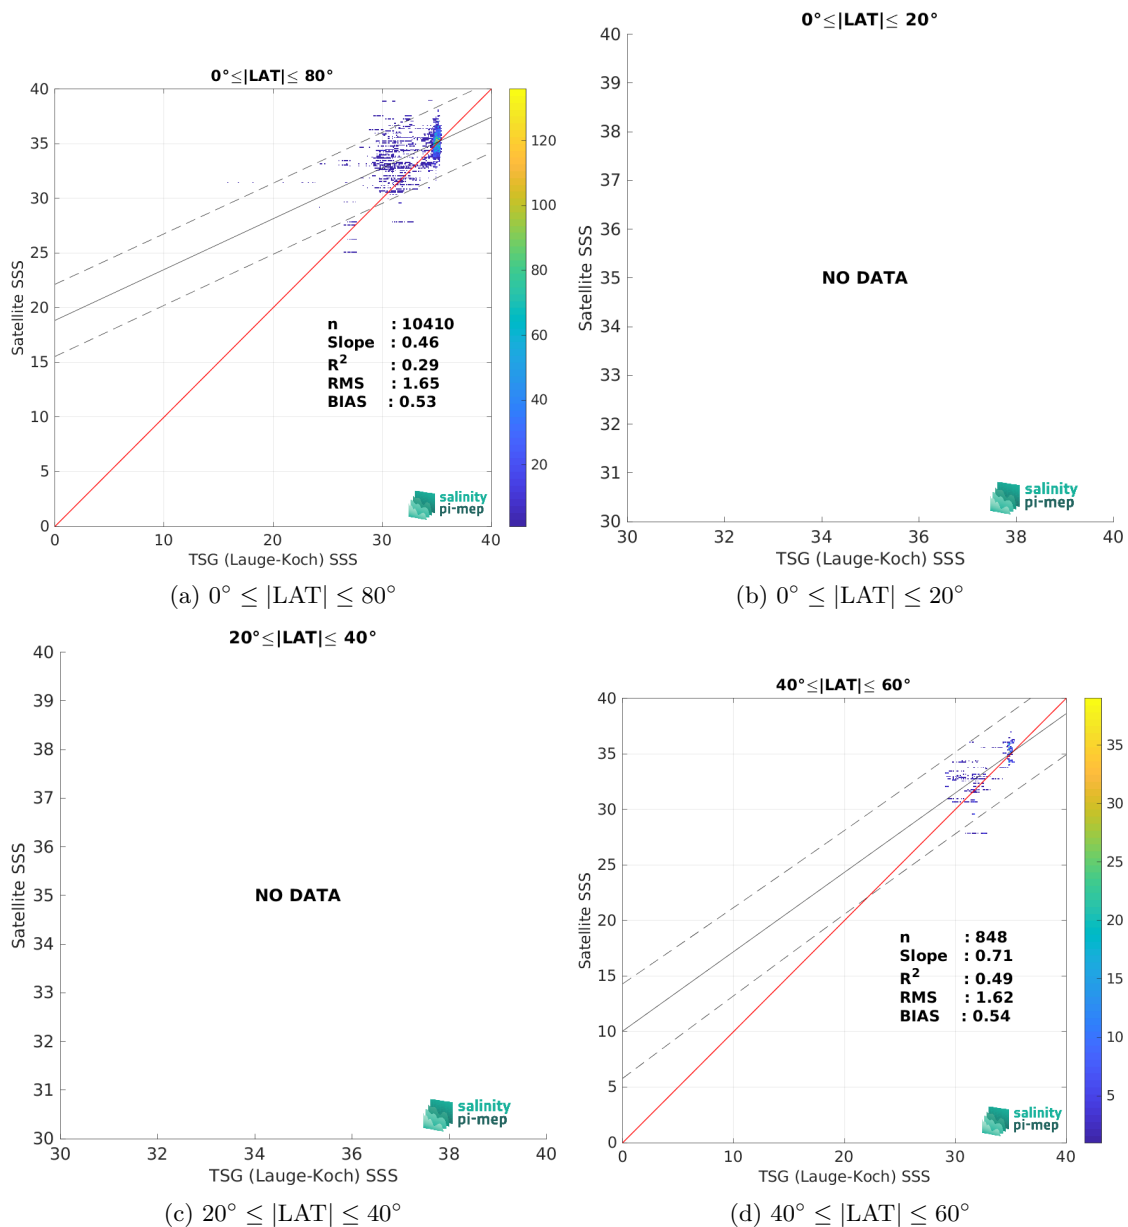 0°≤|LAT|≤ 80°
40
35
30
25
20
15
10
5
0
Satellite SSS
n : 10410
Slope : 0.46
R² : 0.29
RMS : 1.65
BIAS : 0.53
salinity
pi-mep
0 10 20 30 40
TSG (Lauge-Koch) SSS
120
100
80
60
40
20
(a) 0° ≤ |LAT| ≤ 80°
0°≤|LAT|≤ 20°
40
39
38
37
36
35
34
33
32
31
30
Satellite SSS
NO DATA
salinity
pi-mep
30 32 34 36 38 40
TSG (Lauge-Koch) SSS
(b) 0° ≤ |LAT| ≤ 20°
20°≤|LAT|≤ 40°
40
39
38
37
36
35
34
33
32
31
30
Satellite SSS
NO DATA
salinity
pi-mep
30 32 34 36 38 40
TSG (Lauge-Koch) SSS
(c) 20° ≤ |LAT| ≤ 40°
40°≤|LAT|≤ 60°
40
35
30
25
20
15
10
5
0
Satellite SSS
n : 848
Slope : 0.71
R² : 0.49
RMS : 1.62
BIAS : 0.54
salinity
pi-mep
0 10 20 30 40
TSG (Lauge-Koch) SSS
35
30
25
20
15
10
5
(d) 40° ≤ |LAT| ≤ 60°